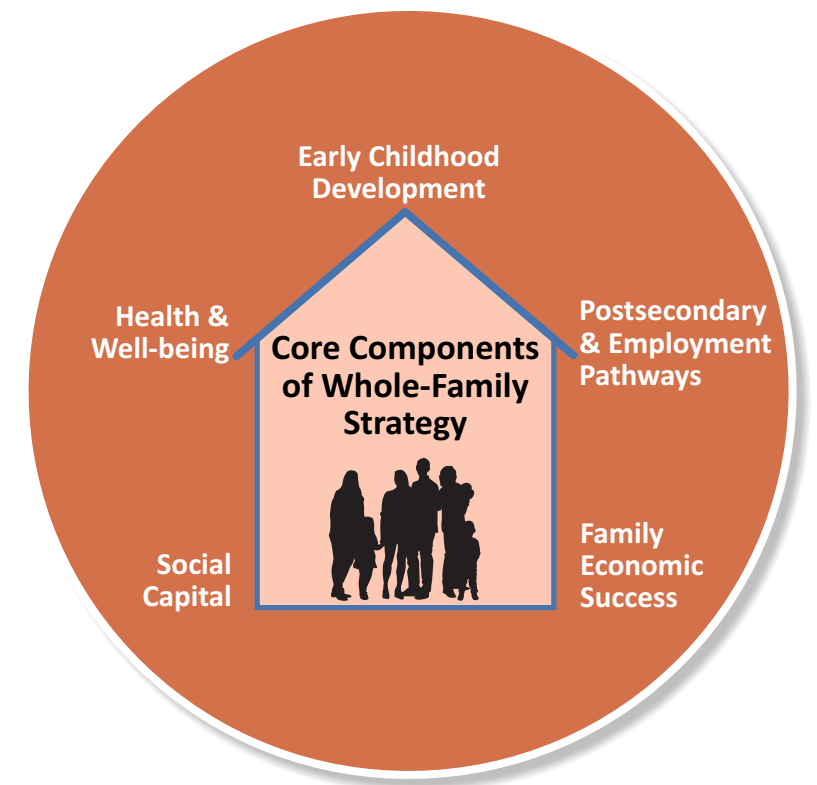 Early Childhood
Development
Health &
Well-being
Postsecondary
& Employment
Pathways
Core Components
of Whole-Family
Strategy
Social
Capital
Family
Economic
Success